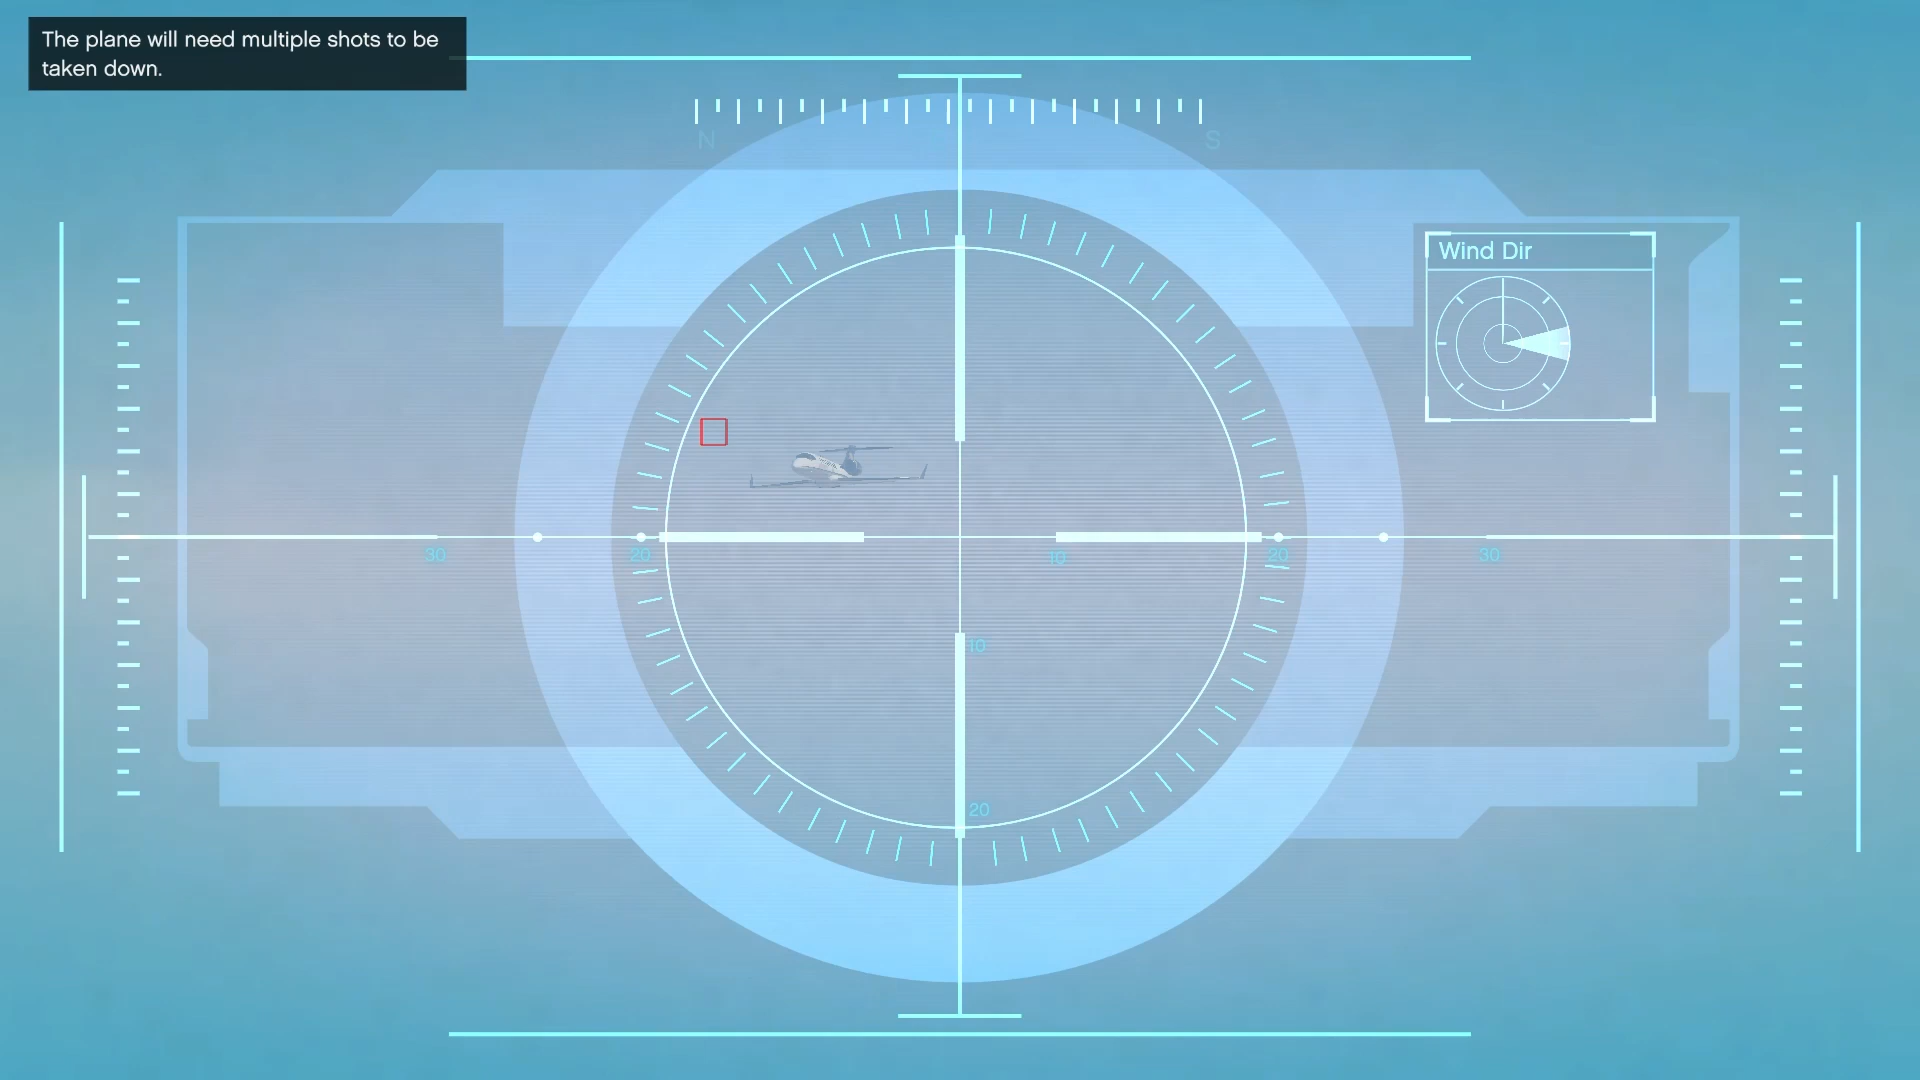 The plane will need multiple shots to be
taken down.
N
S
Wind Dir
30
20
10
20
30
10
20